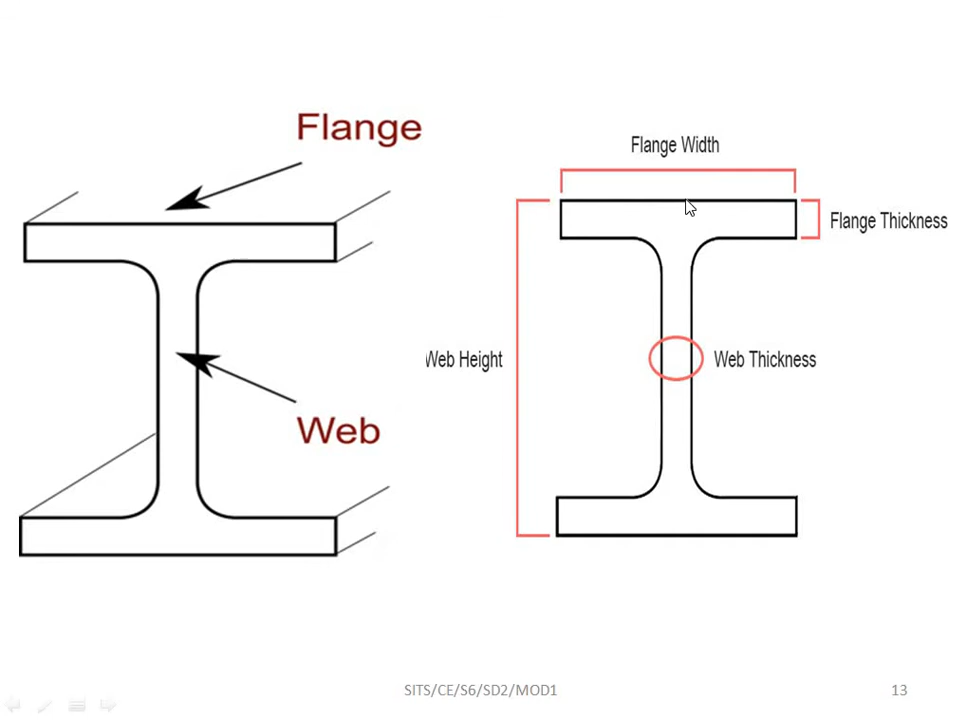 Flange
Flange Width
Flange Thickness
Web Height
Web Thickness
Web
SITS/CE/S6/SD2/MOD1
13